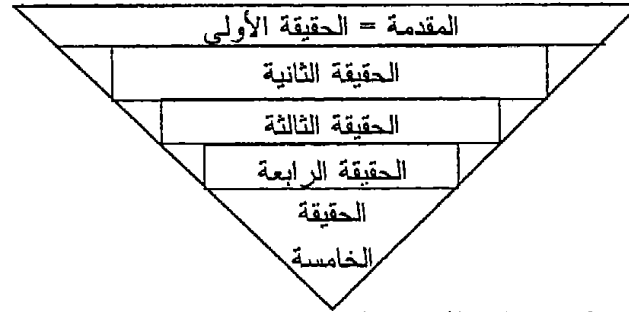 المقدمة = الحقيقة الأولى
الحقيقة الثانية
الحقيقة الثالثة
الحقيقة الرابعة
الحقيقة
الخامسة